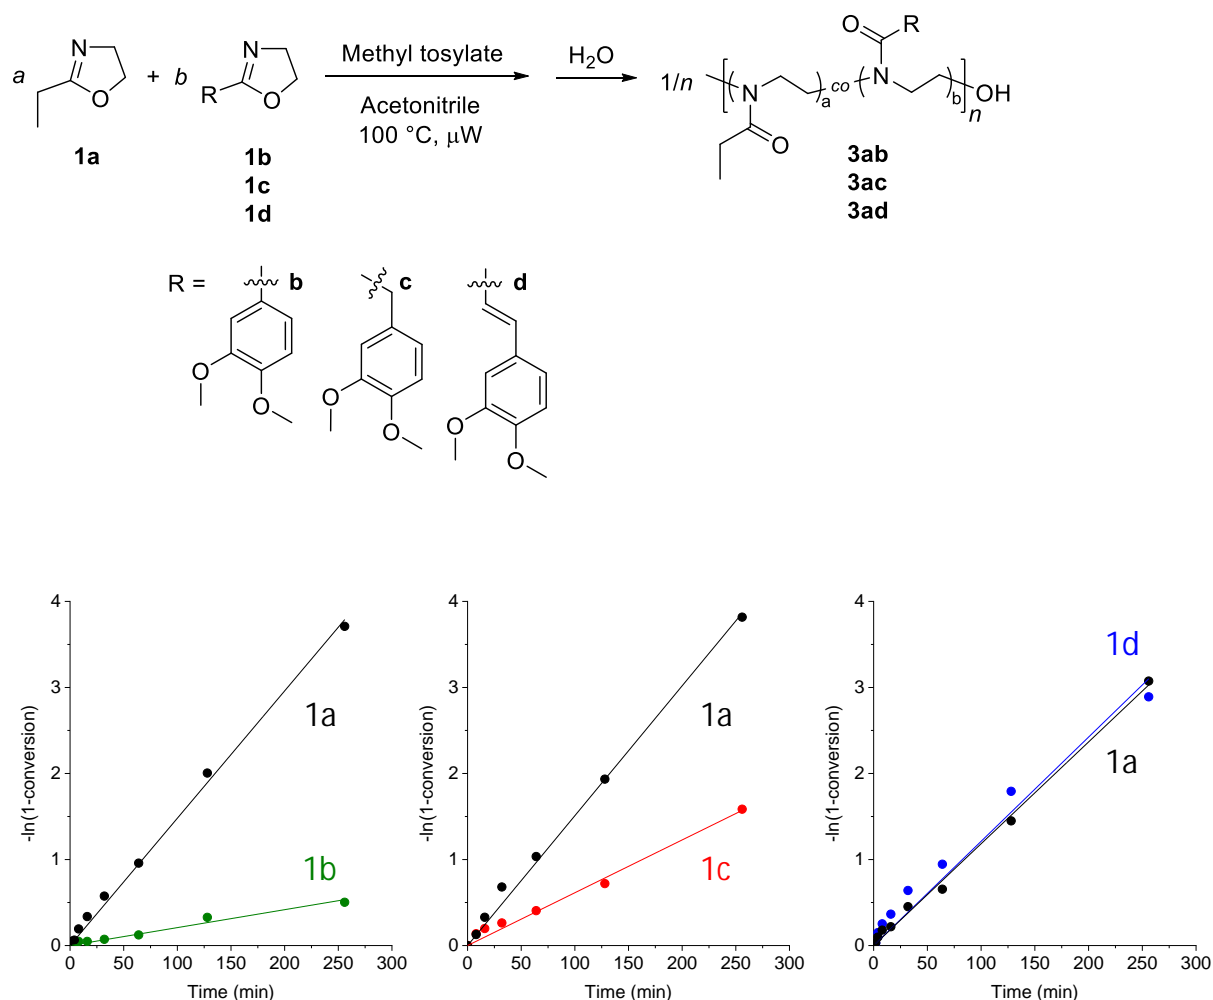 a
N
O
+
b
R
N
O
Methyl tosylate
Acetonitrile
100 °C, μW
H2O
1/n
N
a
O
co
O
R
N
b
n
OH
1a
1b
1c
1d
3ab
3ac
3ad
R =
b
c
d
O
O
O
O
O
O
4
3
2
1
0
-ln(1-conversion)
1a
1b
0 50 100 150 200 250 300
Time (min)
4
3
2
1
0
-ln(1-conversion)
1a
1c
0 50 100 150 200 250 300
Time (min)
4
3
2
1
0
-ln(1-conversion)
1d
1a
0 50 100 150 200 250 300
Time (min)